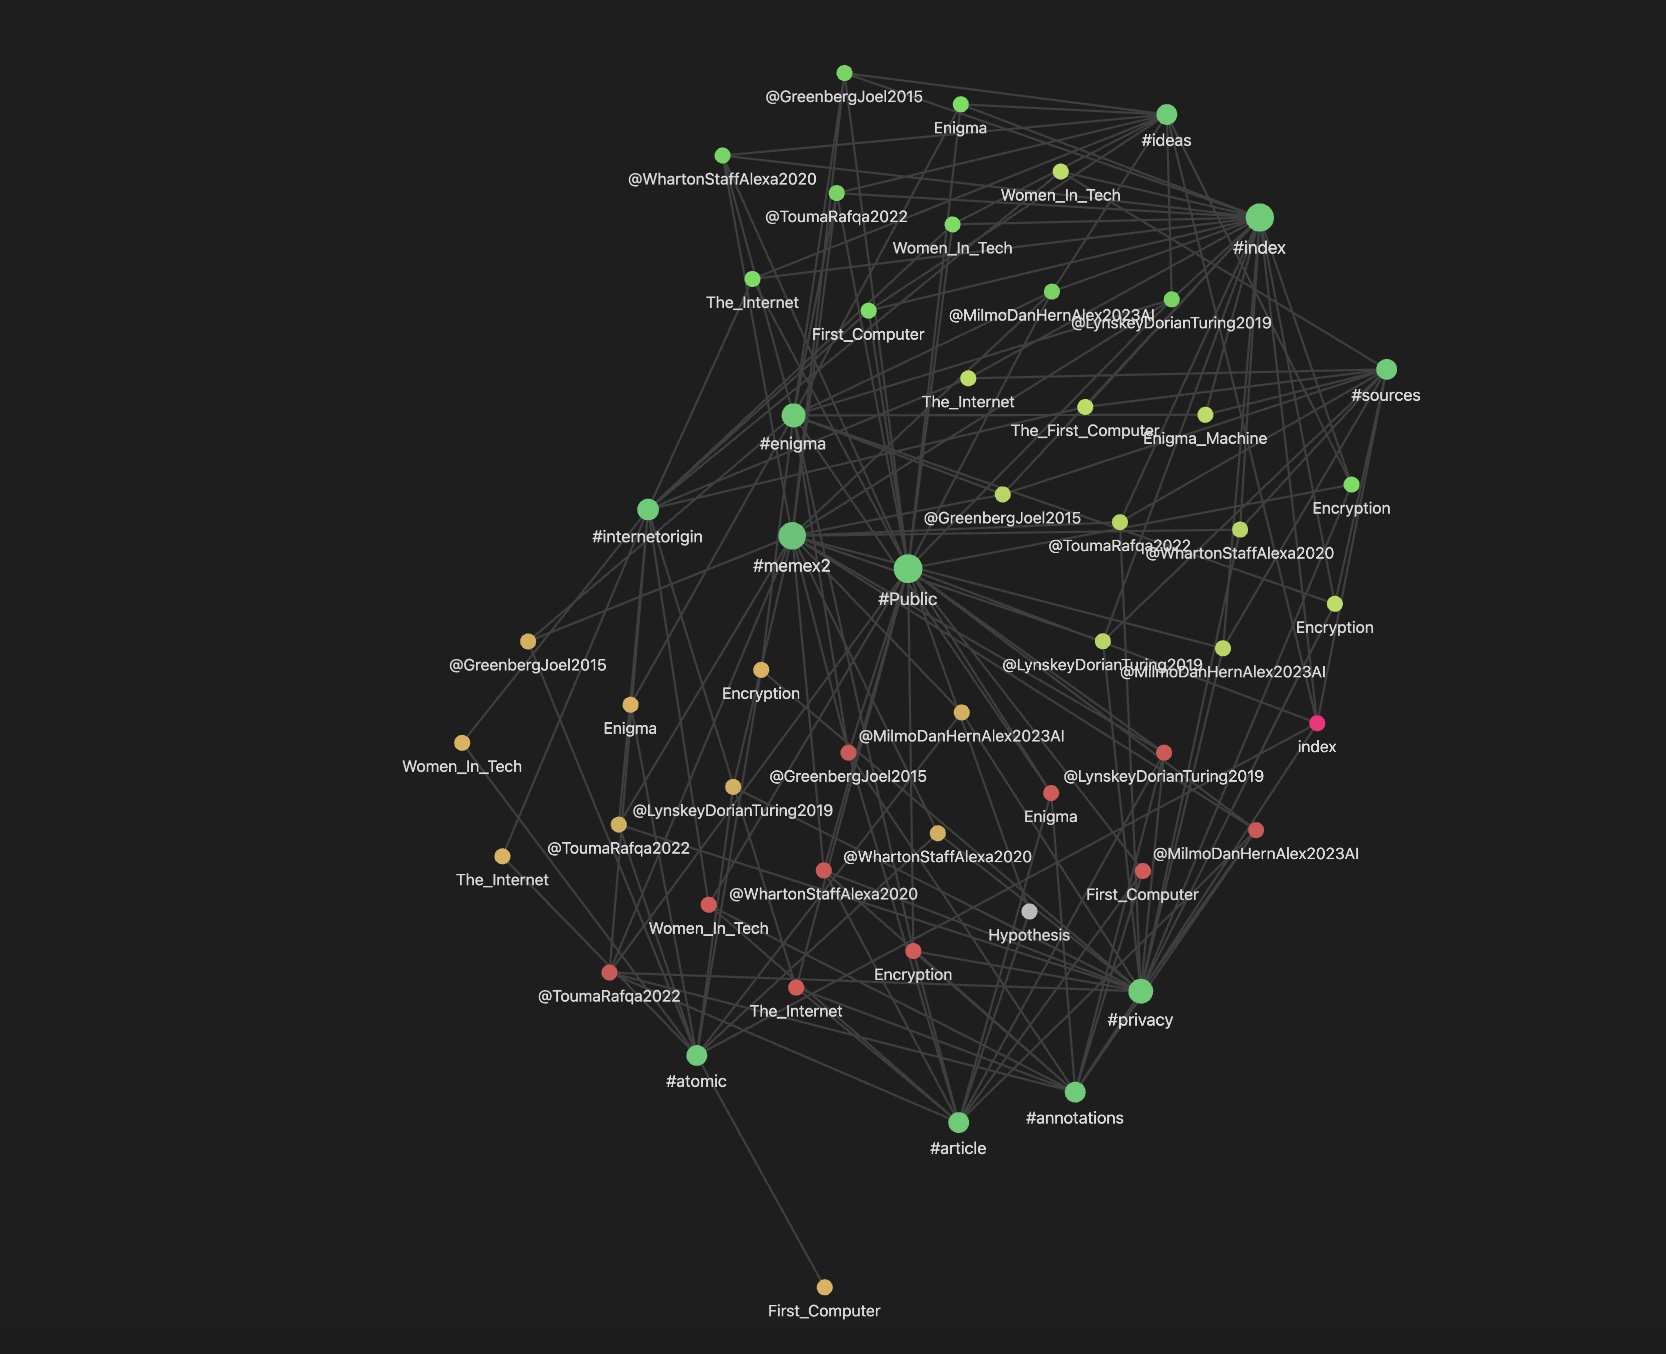 @GreenbergJoel2015
Enigma
#ideas
@WhartonStaffAlexa2020
Women_In_Tech
@ToumaRafqa2022
Women_In_Tech
#index
The_Internet
@MilmoDanHernAlex2023AI
@LynskeyDorianTuring2019
First_Computer
#sources
The_Internet
The_First_Computer
Enigma_Machine
#enigma
Encryption
@GreenbergJoel2015
#internetorigin
@ToumaRafqa2022
@WhartonStaffAlexa2020
#memex2
#Public
Encryption
@GreenbergJoel2015
@LynskeyDorianTuring2019
@MilmoDanHernAlex2023AI
Encryption
Enigma
@MilmoDanHernAlex2023AI
index
Women_In_Tech
@GreenbergJoel2015
@LynskeyDorianTuring2019
@LynskeyDorianTuring2019
Enigma
@ToumaRafqa2022
@WhartonStaffAlexa2020
@MilmoDanHernAlex2023AI
The_Internet
@WhartonStaffAlexa2020
First_Computer
Women_In_Tech
Hypothesis
Encryption
@ToumaRafqa2022
The_Internet
#privacy
#atomic
#annotations
#article
First_Computer